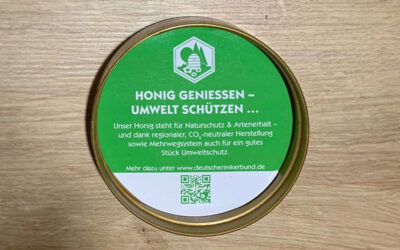 HONIG GENIESSEN –
UMWELT SCHÜTZEN ...
Unser Honig steht für Naturschutz & Artenerhalt –
und dank regionaler, CO₂-neutraler Herstellung
sowie Mehrwegsystem auch für ein gutes
Stück Umweltschutz.
Mehr dazu unter www.deutscherimkerbund.de